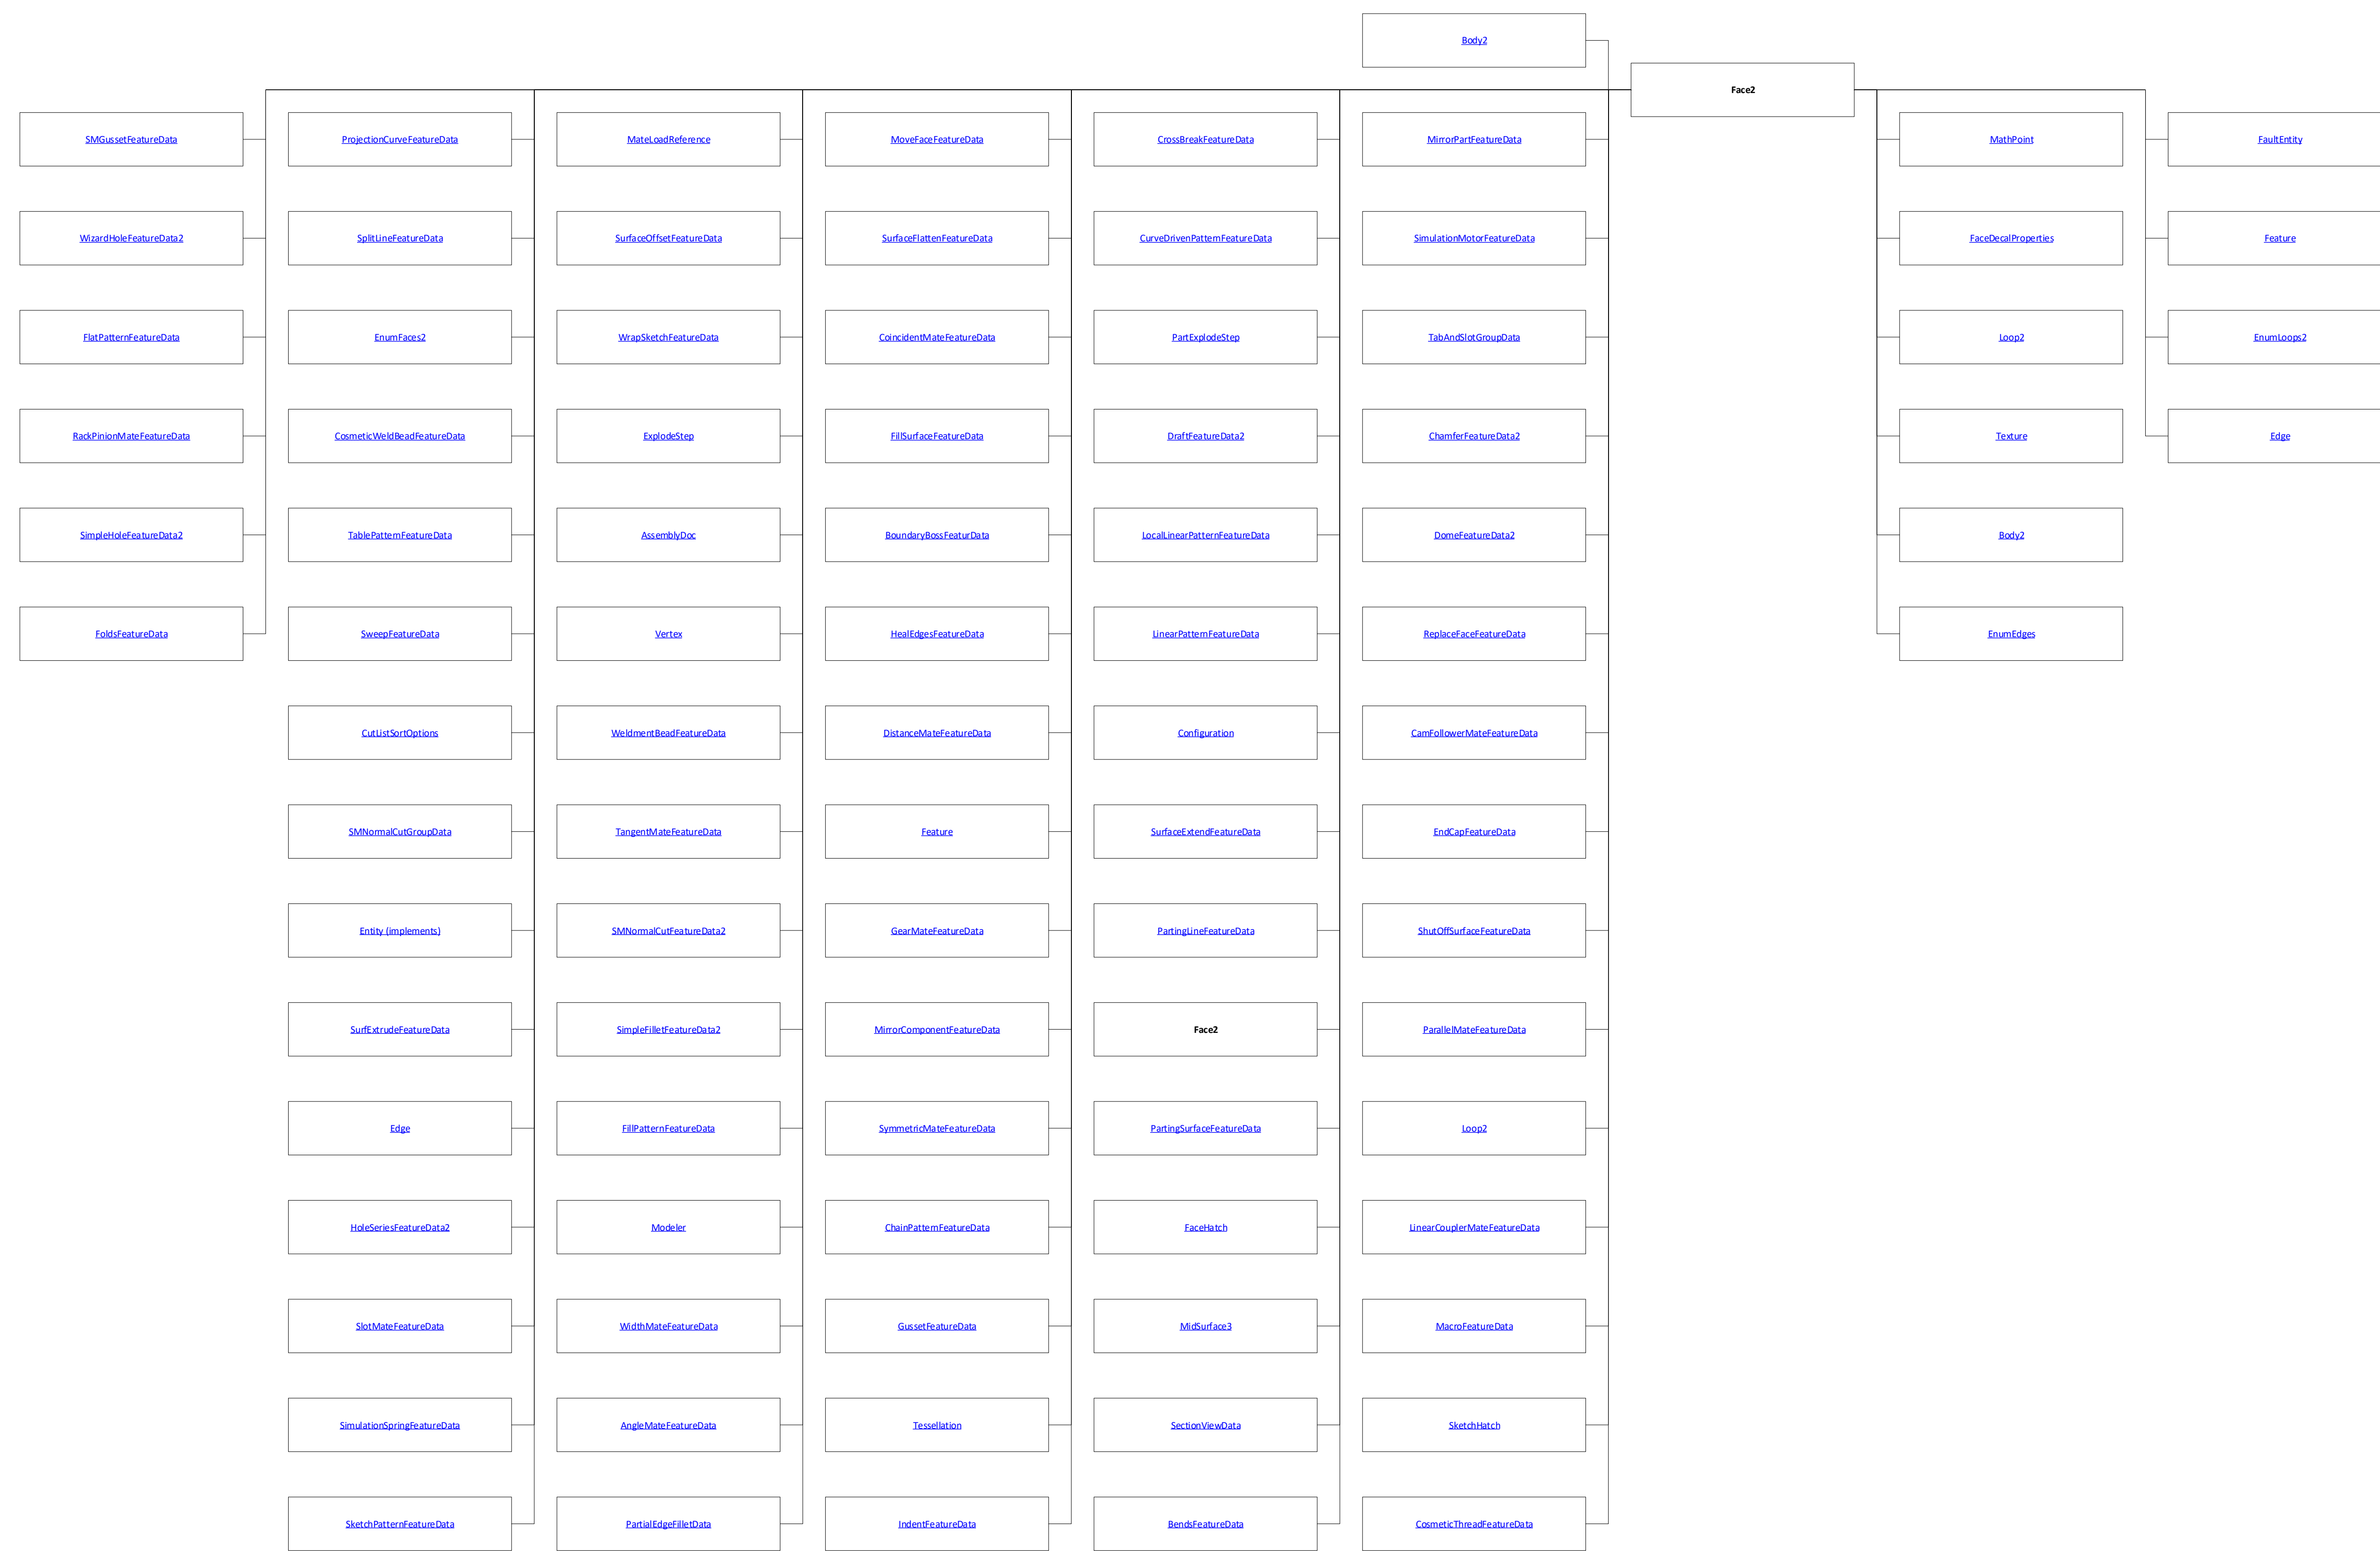 Body2
Face2
SMGussetFeatureData
ProjectionCurveFeatureData
MateLoadReference
MoveFaceFeatureData
CrossBreakFeatureData
MirrorPartFeatureData
MathPoint
FaultEntity
WizardHoleFeatureData2
SplitLineFeatureData
SurfaceOffsetFeatureData
SurfaceFlattenFeatureData
CurveDrivenPatternFeatureData
SimulationMotorFeatureData
FaceDecalProperties
Feature
FlatPatternFeatureData
EnumFaces2
WrapSketchFeatureData
CoincidentMateFeatureData
PartExplodeStep
TabAndSlotGroupData
Loop2
EnumLoops2
RackPinionMateFeatureData
CosmeticWeldBeadFeatureData
ExplodeStep
FillSurfaceFeatureData
DraftFeatureData2
ChamferFeatureData2
Texture
Edge
SimpleHoleFeatureData2
TablePatternFeatureData
AssemblyDoc
BoundaryBossFeaturData
LocalLinearPatternFeatureData
DomeFeatureData2
Body2
FoldsFeatureData
SweepFeatureData
Vertex
HealEdgesFeatureData
LinearPatternFeatureData
ReplaceFaceFeatureData
EnumEdges
CutListSortOptions
WeldmentBeadFeatureData
DistanceMateFeatureData
Configuration
CamFollowerMateFeatureData
SMNormalCutGroupData
TangentMateFeatureData
Feature
SurfaceExtendFeatureData
EndCapFeatureData
Entity (implements)
SMNormalCutFeatureData2
GearMateFeatureData
PartingLineFeatureData
ShutOffSurfaceFeatureData
SurfExtrudeFeatureData
SimpleFilletFeatureData2
MirrorComponentFeatureData
Face2
ParallelMateFeatureData
Edge
FillPatternFeatureData
SymmetricMateFeatureData
PartingSurfaceFeatureData
Loop2
HoleSeriesFeatureData2
Modeler
ChainPatternFeatureData
FaceHatch
LinearCouplerMateFeatureData
SlotMateFeatureData
WidthMateFeatureData
GussetFeatureData
MidSurface3
MacroFeatureData
SimulationSpringFeatureData
AngleMateFeatureData
Tessellation
SectionViewData
SketchHatch
SketchPatternFeatureData
PartialEdgeFilletData
IndentFeatureData
BendsFeatureData
CosmeticThreadFeatureData